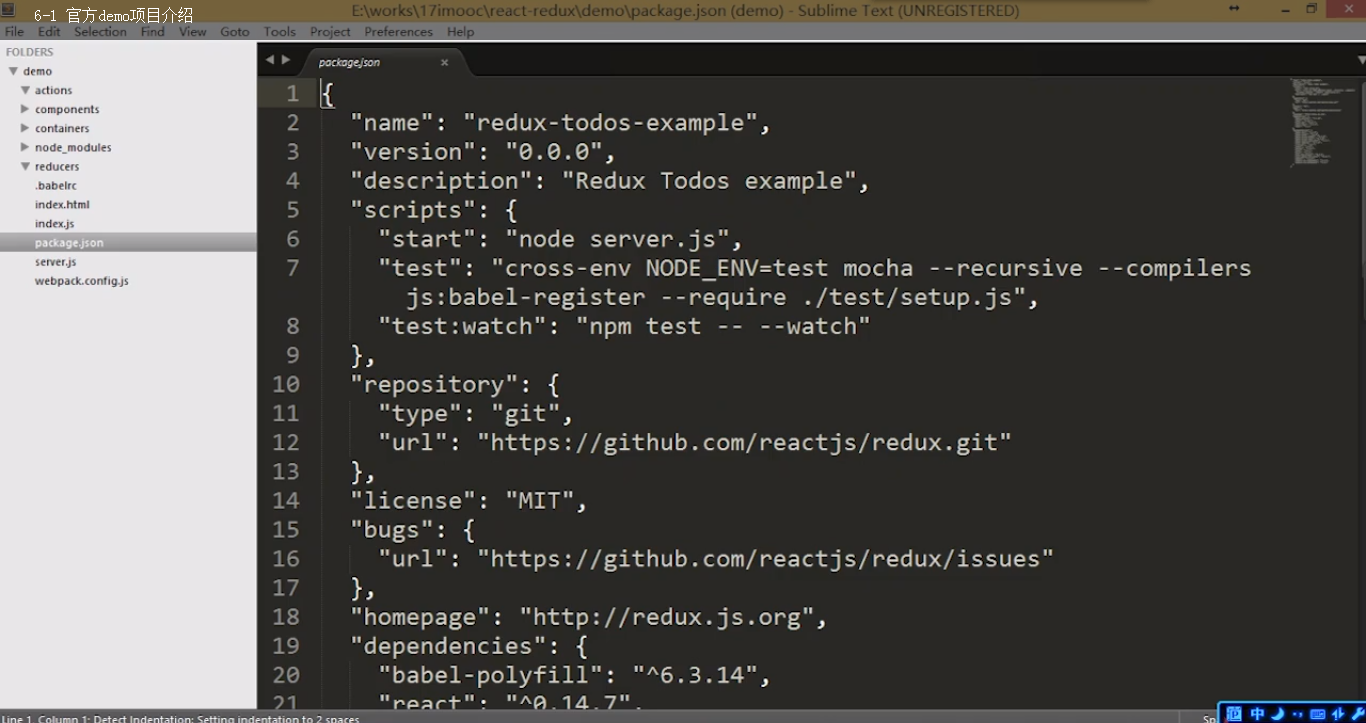 6-1 官方demo项目介绍
E:\works\17imooc\react-redux\demo\package.json (demo) - Sublime Text (UNREGISTERED)
File Edit Selection Find View Goto Tools Project Preferences Help
FOLDERS
demo
actions
components
containers
node_modules
reducers
.babelrc
index.html
index.js
package.json
server.js
webpack.config.js
package.json
1 {
2 "name": "redux-todos-example",
3 "version": "0.0.0",
4 "description": "Redux Todos example",
5 "scripts": {
6 "start": "node server.js",
7 "test": "cross-env NODE_ENV=test mocha --recursive --compilers
js:babel-register --require ./test/setup.js",
8 "test:watch": "npm test -- --watch"
9 },
10 "repository": {
11 "type": "git",
12 "url": "https://github.com/reactjs/redux.git"
13 },
14 "license": "MIT",
15 "bugs": {
16 "url": "https://github.com/reactjs/redux/issues"
17 },
18 "homepage": "http://redux.js.org",
19 "dependencies": {
20 "babel-polyfill": "^6.3.14",
21 "react": "^0.14.7",
Line 1, Column 1; Detect Indentation: Setting indentation to 2 spaces
Sp
中